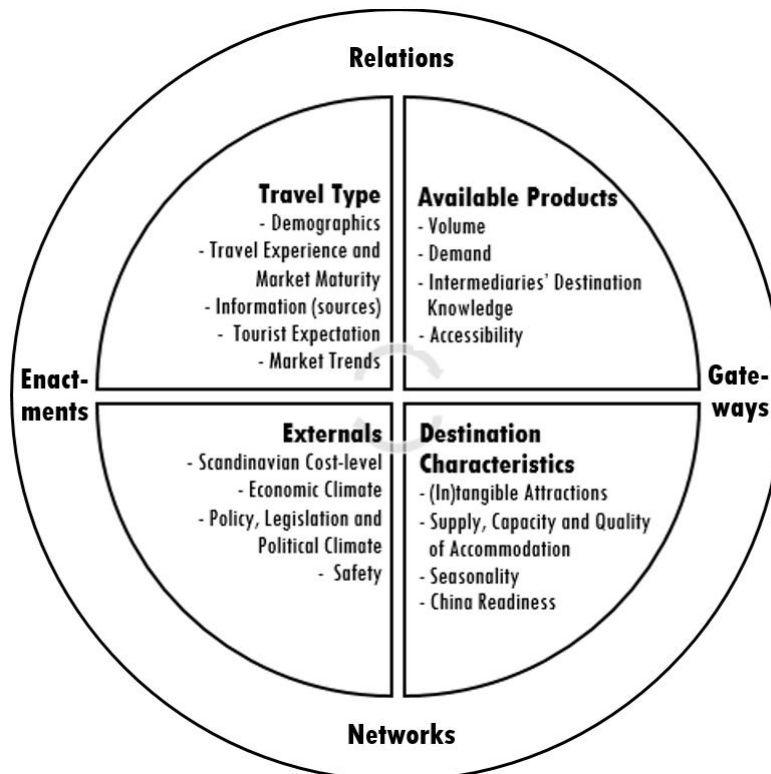 Relations
Travel Type
- Demographics
- Travel Experience and
Market Maturity
- Information (sources)
- Tourist Expectation
- Market Trends
Available Products
- Volume
- Demand
- Intermediaries' Destination
Knowledge
- Accessibility
Enact-
ments
Gate-
ways
Externals
- Scandinavian Cost-level
- Economic Climate
- Policy, Legislation and
Political Climate
- Safety
Destination
Characteristics
- (In)tangible Attractions
- Supply, Capacity and Quality
of Accommodation
- Seasonality
- China Readiness
Networks